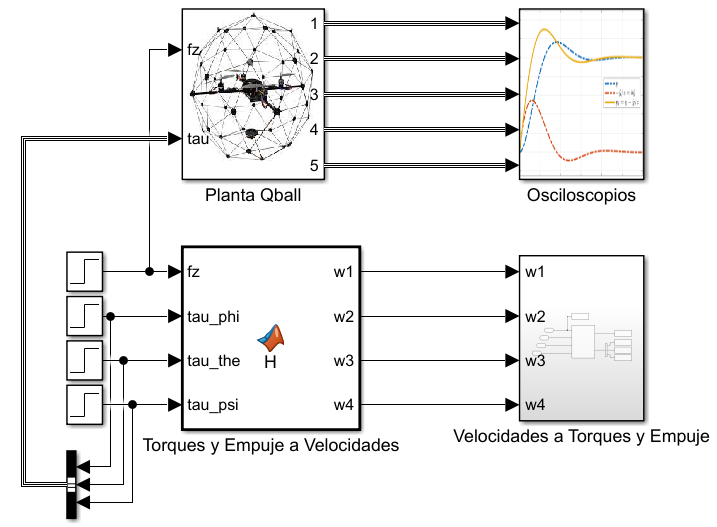 fz
tau
1
2
3
4
5
Planta Qball
Osciloscopios
fz
tau_phi
tau_the
tau_psi
H
w1
w2
w3
w4
w1
w2
w3
w4
Torques y Empuje a Velocidades
Velocidades a Torques y Empuje